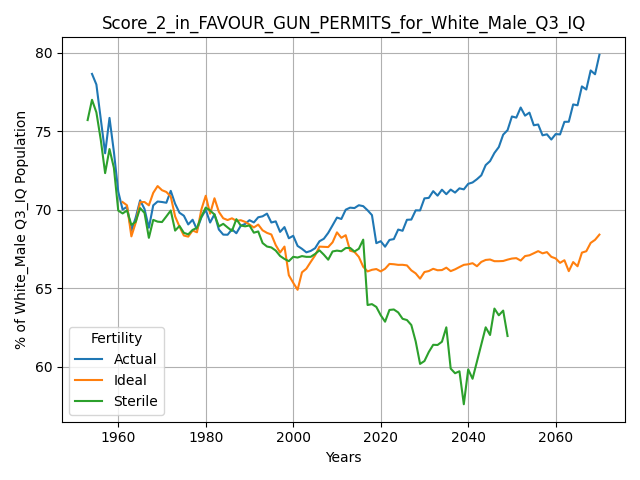 Score_2_in_FAVOUR_GUN_PERMITS_for_White_Male_Q3_IQ
% of White_Male Q3_IQ Population
80
75
70
65
60
Fertility
Actual
Ideal
Sterile
1960 1980 2000 2020 2040 2060
Years